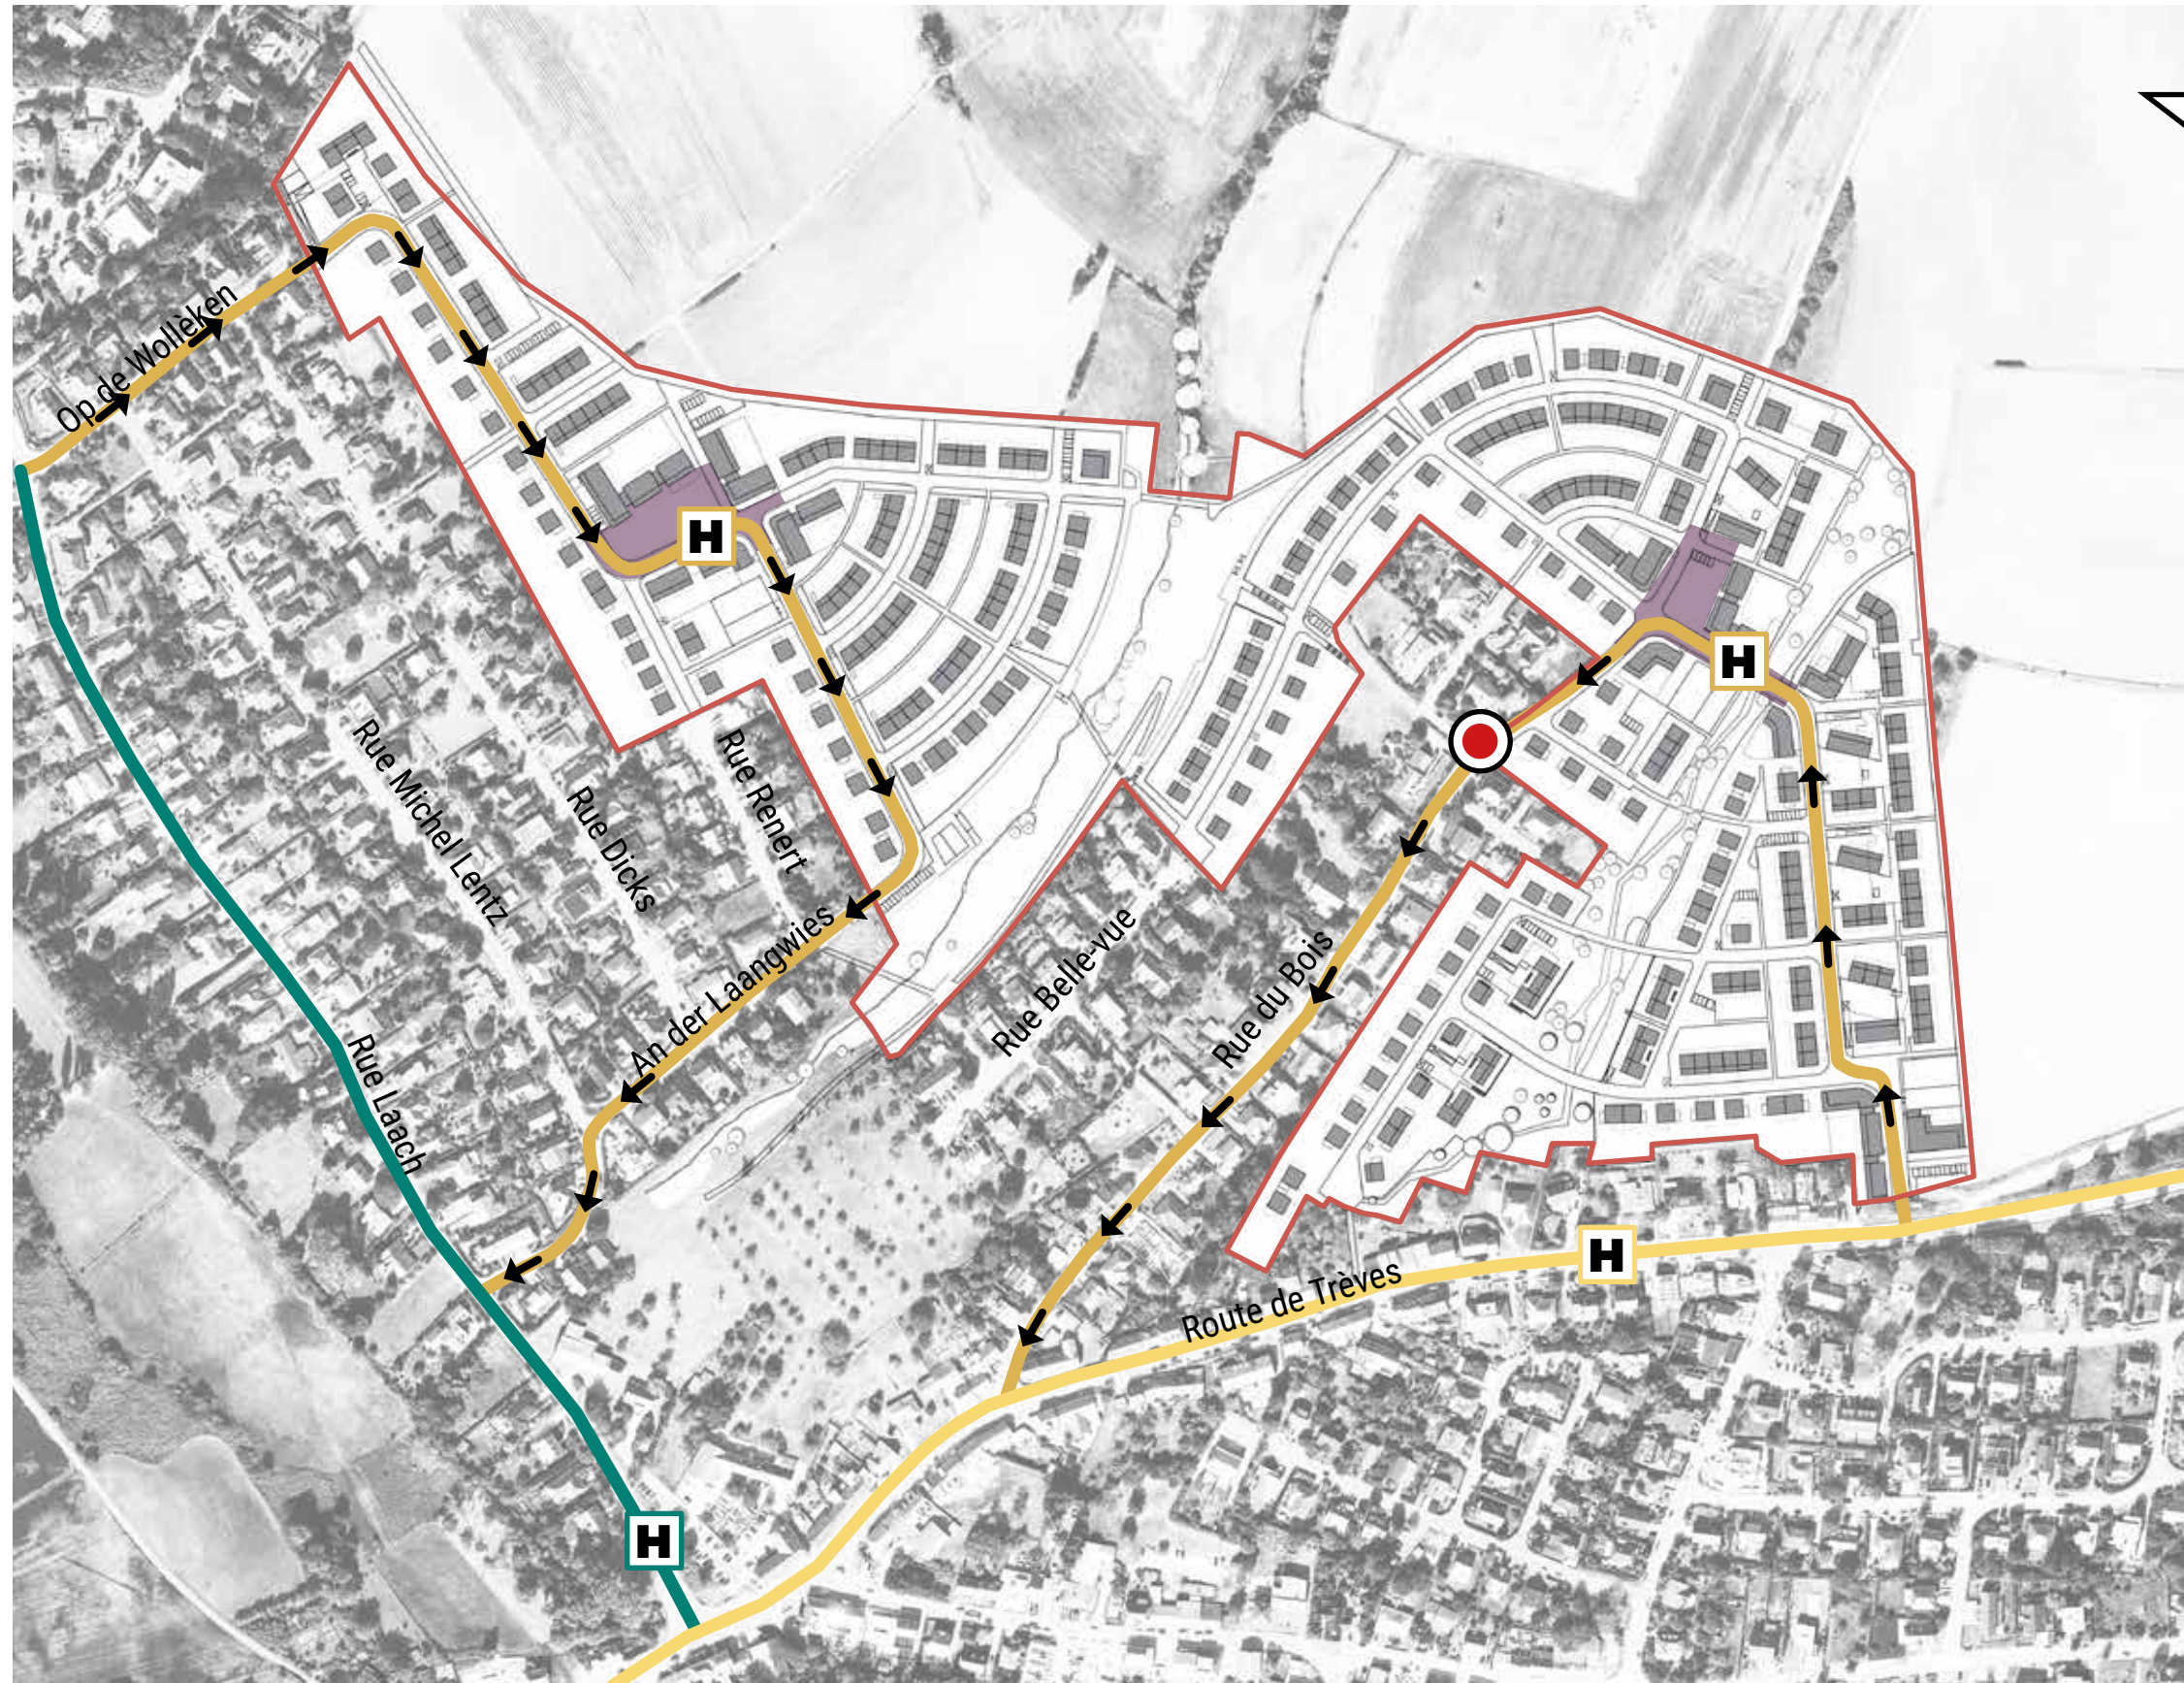 Op de Wolléken
H
H
Rue Michel Lentz
Rue Dicks
Rue Renert
An der Laangwies
Rue Belle-vue
Rue du Bois
Rue Laach
H
Route de Trèves
H